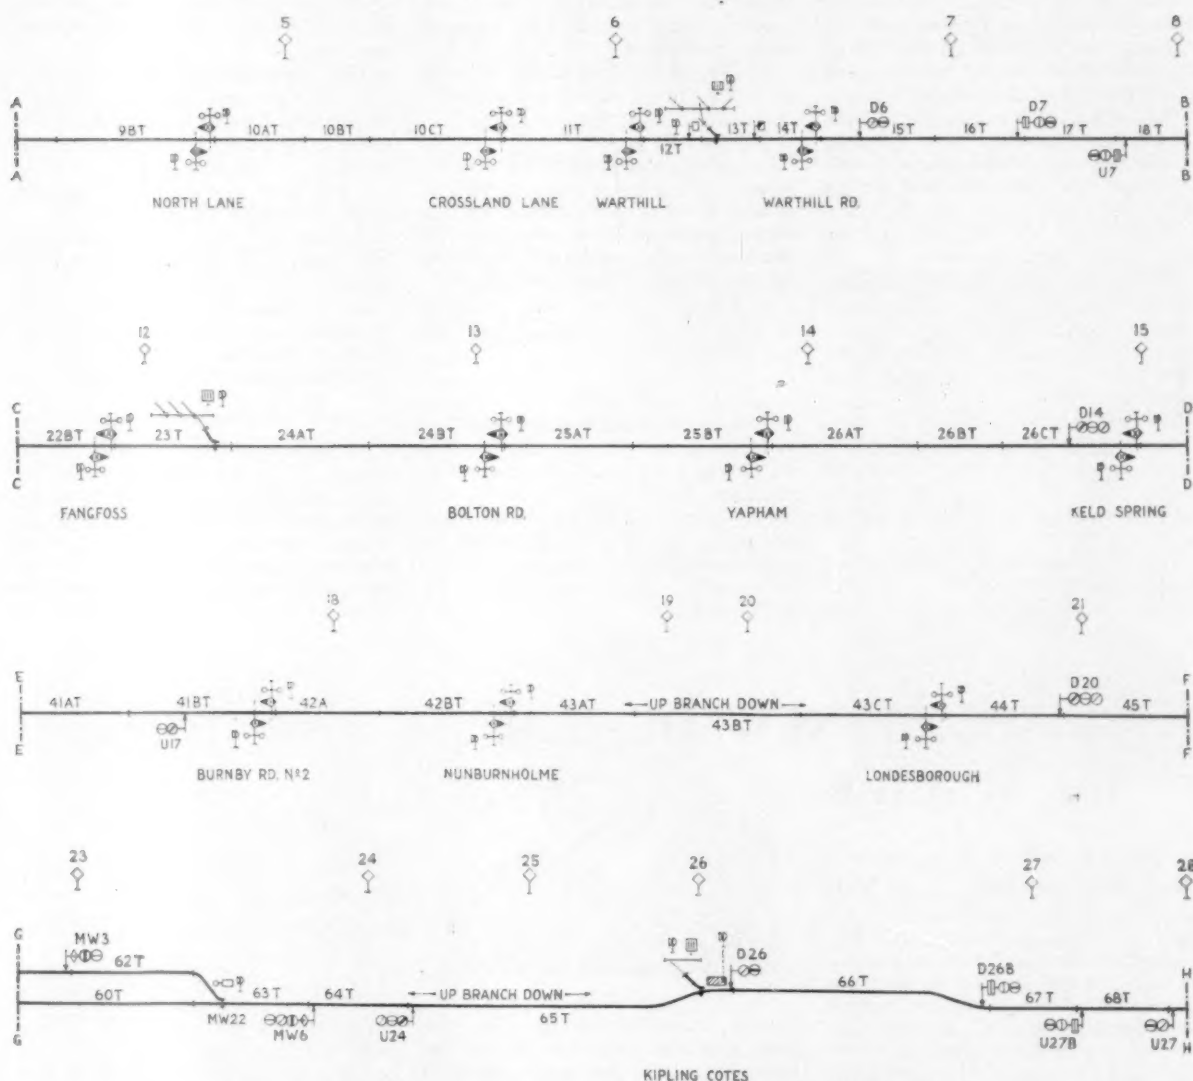 5 6 7 8
A B
D6 D7
9BT 10AT 10BT 10CT 11T 12T 13T 14T 15T 16T 17T 18T
U7
A B
NORTH LANE CROSSLAND LANE WARTHILL WARTHILL RD.
12 13 14 15
C D
D14
22BT 23T 24AT 24BT 25AT 25BT 26AT 26BT 26CT
C D
FANGFOSS BOLTON RD. YAPHAM KELD SPRING
18 19 20 21
E F
D20
41AT 41BT 42A 42BT 43AT UP BRANCH DOWN 43CT 44T 45T
43BT
U17
E F
BURNBY RD. Nº2 NUNBURNHOLME LONDESBOROUGH
23 24 25 26 27 28
G H
MW3 D26 D26B
62T 66T
60T 63T 64T UP BRANCH DOWN 67T 68T
65T
MW22 MW6 U24 U27B U27
G H
KIPLING COTES